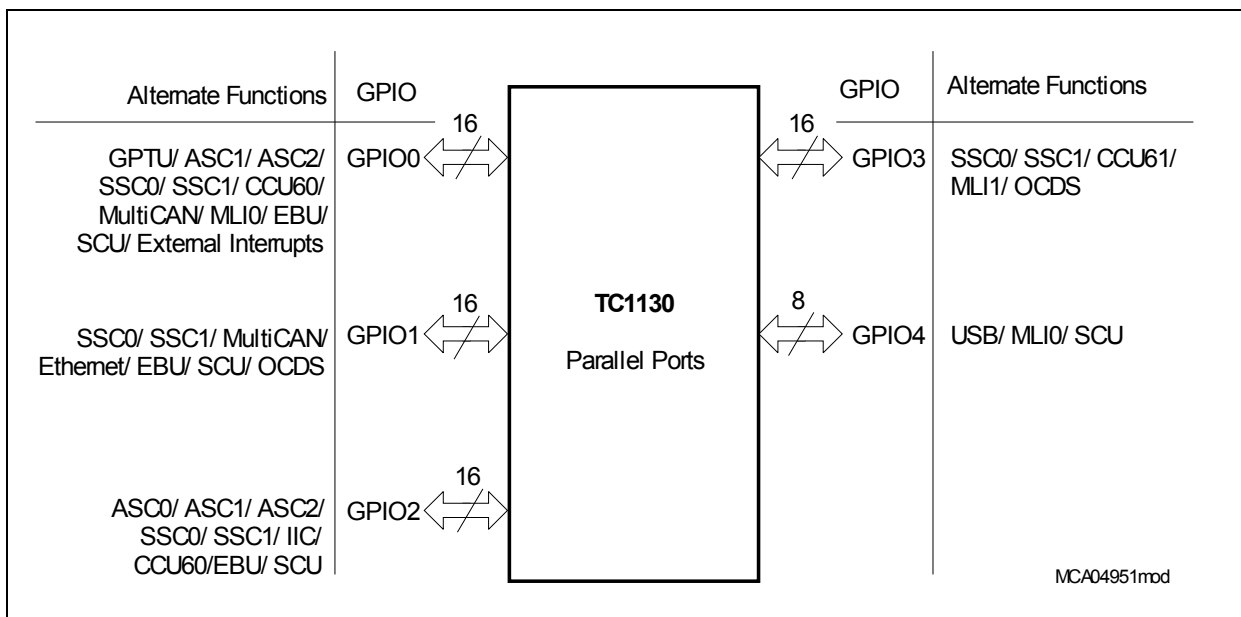 Alternate Functions
GPIO
GPIO
Alternate Functions
16
16
GPTU/ ASC1/ ASC2/
SSC0/ SSC1/ CCU60/
MultiCAN/ MLI0/ EBU/
SCU/ External Interrupts
GPIO0
GPIO3
SSC0/ SSC1/ CCU61/
MLI1/ OCDS
16
8
SSC0/ SSC1/ MultiCAN/
Ethernet/ EBU/ SCU/ OCDS
GPIO1
TC1130
Parallel Ports
GPIO4
USB/ MLI0/ SCU
16
ASC0/ ASC1/ ASC2/
SSC0/ SSC1/ IIC/
CCU60/EBU/ SCU
GPIO2
MCA04951mod